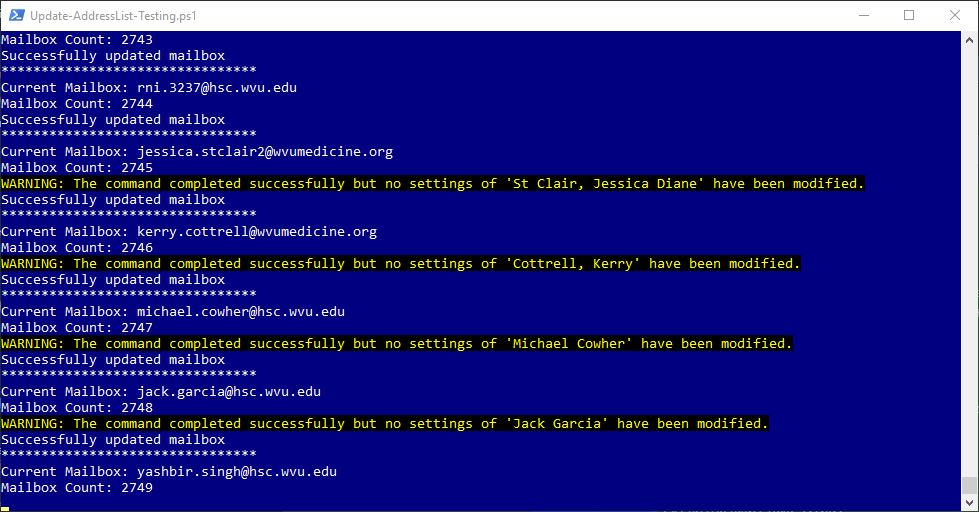 Update-AddressList-Testing.ps1
Mailbox Count: 2743
Successfully updated mailbox
********************************
Current Mailbox: rni.3237@hsc.wvu.edu
Mailbox Count: 2744
Successfully updated mailbox
********************************
Current Mailbox: jessica.stclair2@wvumedicine.org
Mailbox Count: 2745
WARNING: The command completed successfully but no settings of 'St Clair, Jessica Diane' have been modified.
Successfully updated mailbox
********************************
Current Mailbox: kerry.cottrell@wvumedicine.org
Mailbox Count: 2746
WARNING: The command completed successfully but no settings of 'Cottrell, Kerry' have been modified.
Successfully updated mailbox
********************************
Current Mailbox: michael.cowher@hsc.wvu.edu
Mailbox Count: 2747
WARNING: The command completed successfully but no settings of 'Michael Cowher' have been modified.
Successfully updated mailbox
********************************
Current Mailbox: jack.garcia@hsc.wvu.edu
Mailbox Count: 2748
WARNING: The command completed successfully but no settings of 'Jack Garcia' have been modified.
Successfully updated mailbox
********************************
Current Mailbox: yashbir.singh@hsc.wvu.edu
Mailbox Count: 2749